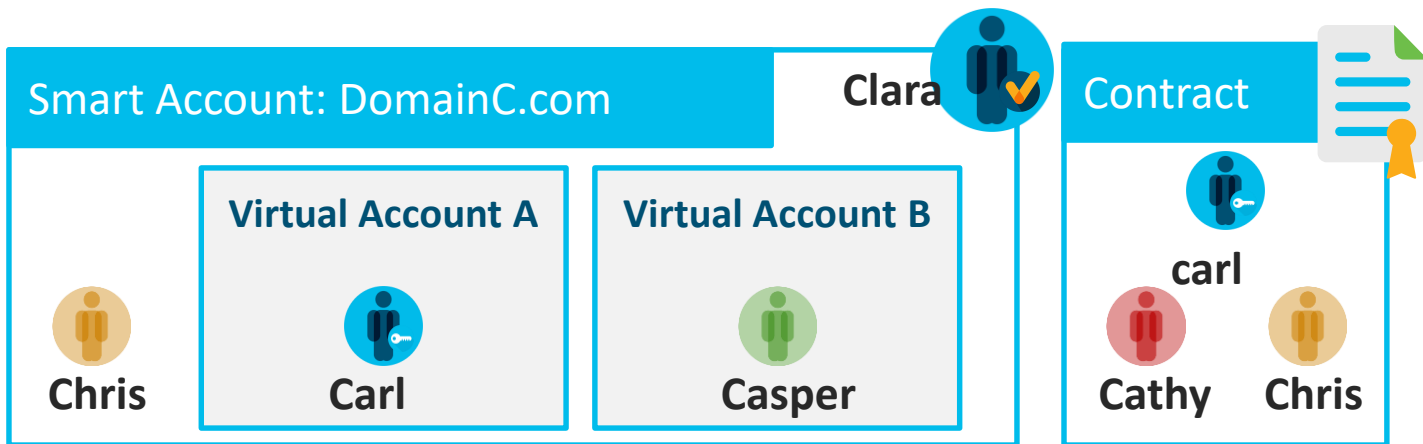 Smart Account: DomainC.com
Clara
Contract
Virtual Account A
Virtual Account B
carl
Chris
Carl
Casper
Cathy
Chris